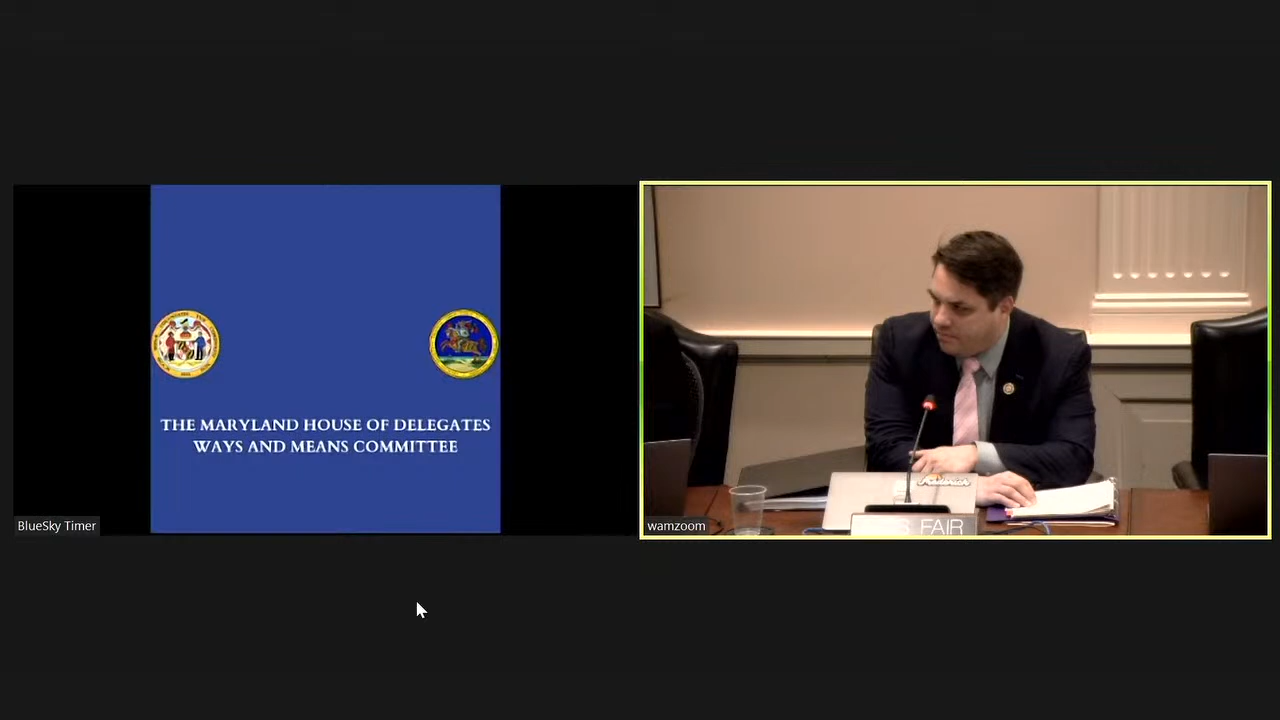 THE MARYLAND HOUSE OF DELEGATES
WAYS AND MEANS COMMITTEE
BlueSky Timer
wamzoom
FAIR